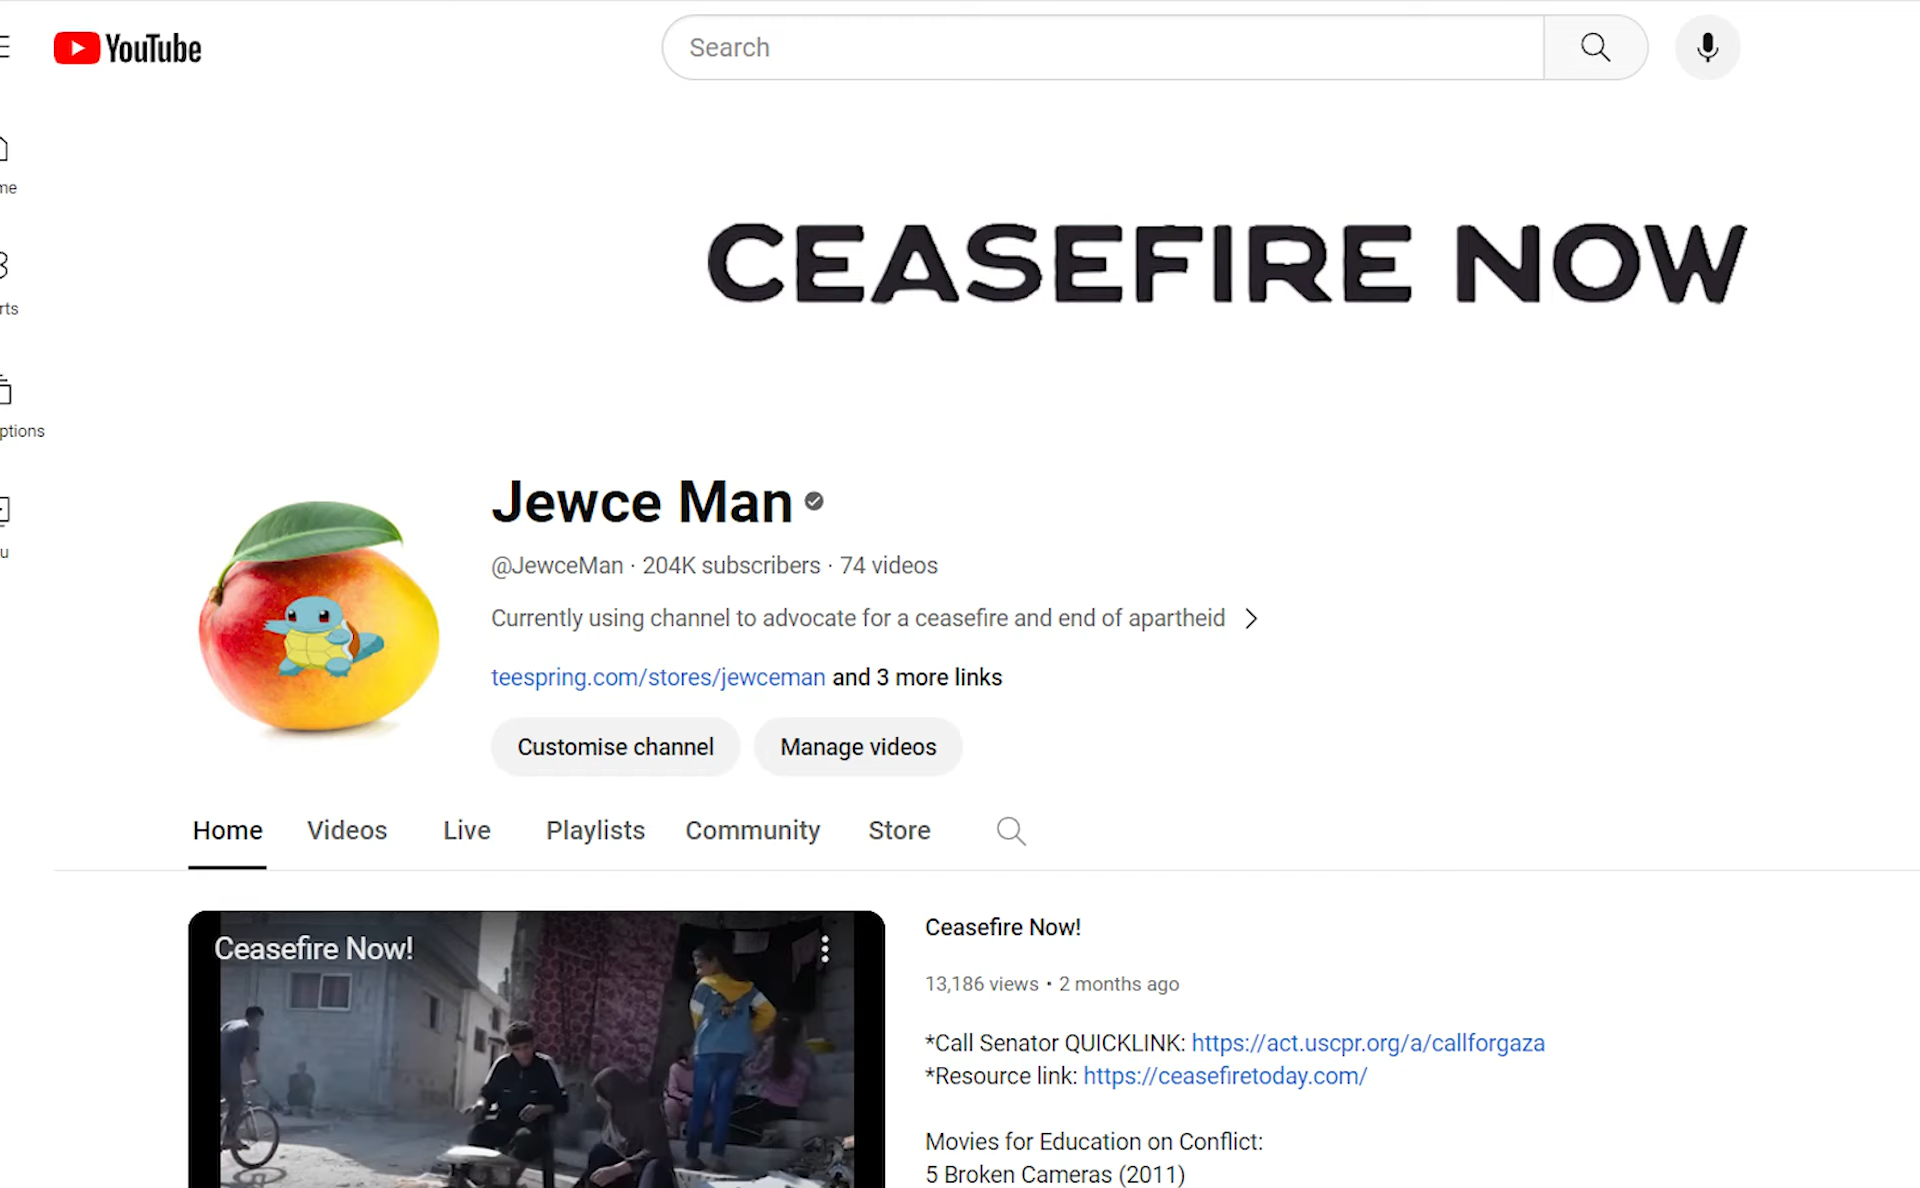 YouTube
Search
me
rts
ptions
u
CEASEFIRE NOW
Jewce Man
@JewceMan · 204K subscribers · 74 videos
Currently using channel to advocate for a ceasefire and end of apartheid
teespring.com/stores/jewceman and 3 more links
Customise channel Manage videos
Home Videos Live Playlists Community Store
Ceasefire Now!
Ceasefire Now!
13,186 views • 2 months ago
*Call Senator QUICKLINK: https://act.uscpr.org/a/callforgaza
*Resource link: https://ceasefiretoday.com/
Movies for Education on Conflict:
5 Broken Cameras (2011)